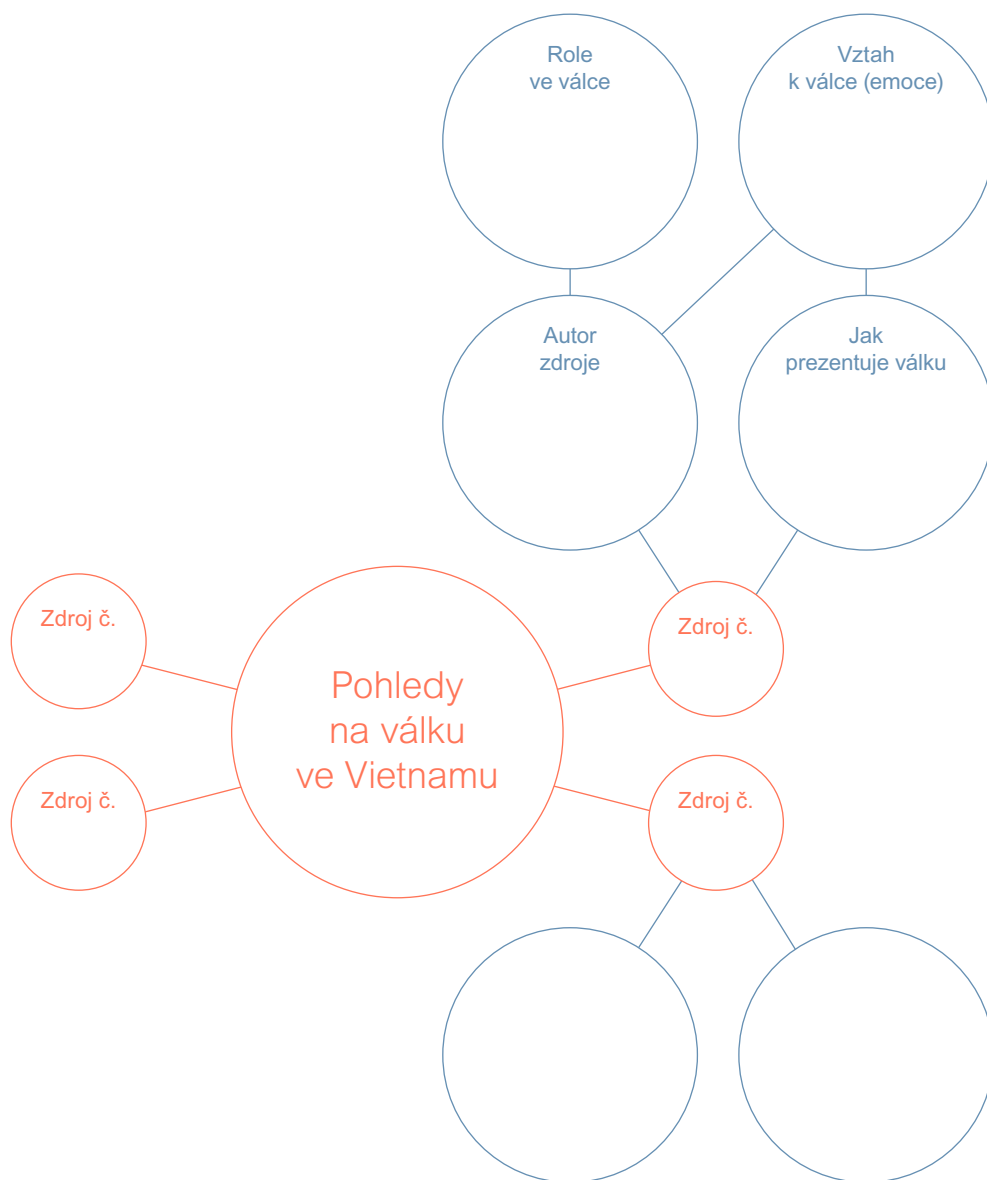 Role
ve válce
Vztah
k válce (emoce)
Autor
zdroje
Jak
prezentuje válku
Zdroj č.
Zdroj č.
Pohledy
na válku
ve Vietnamu
Zdroj č.
Zdroj č.